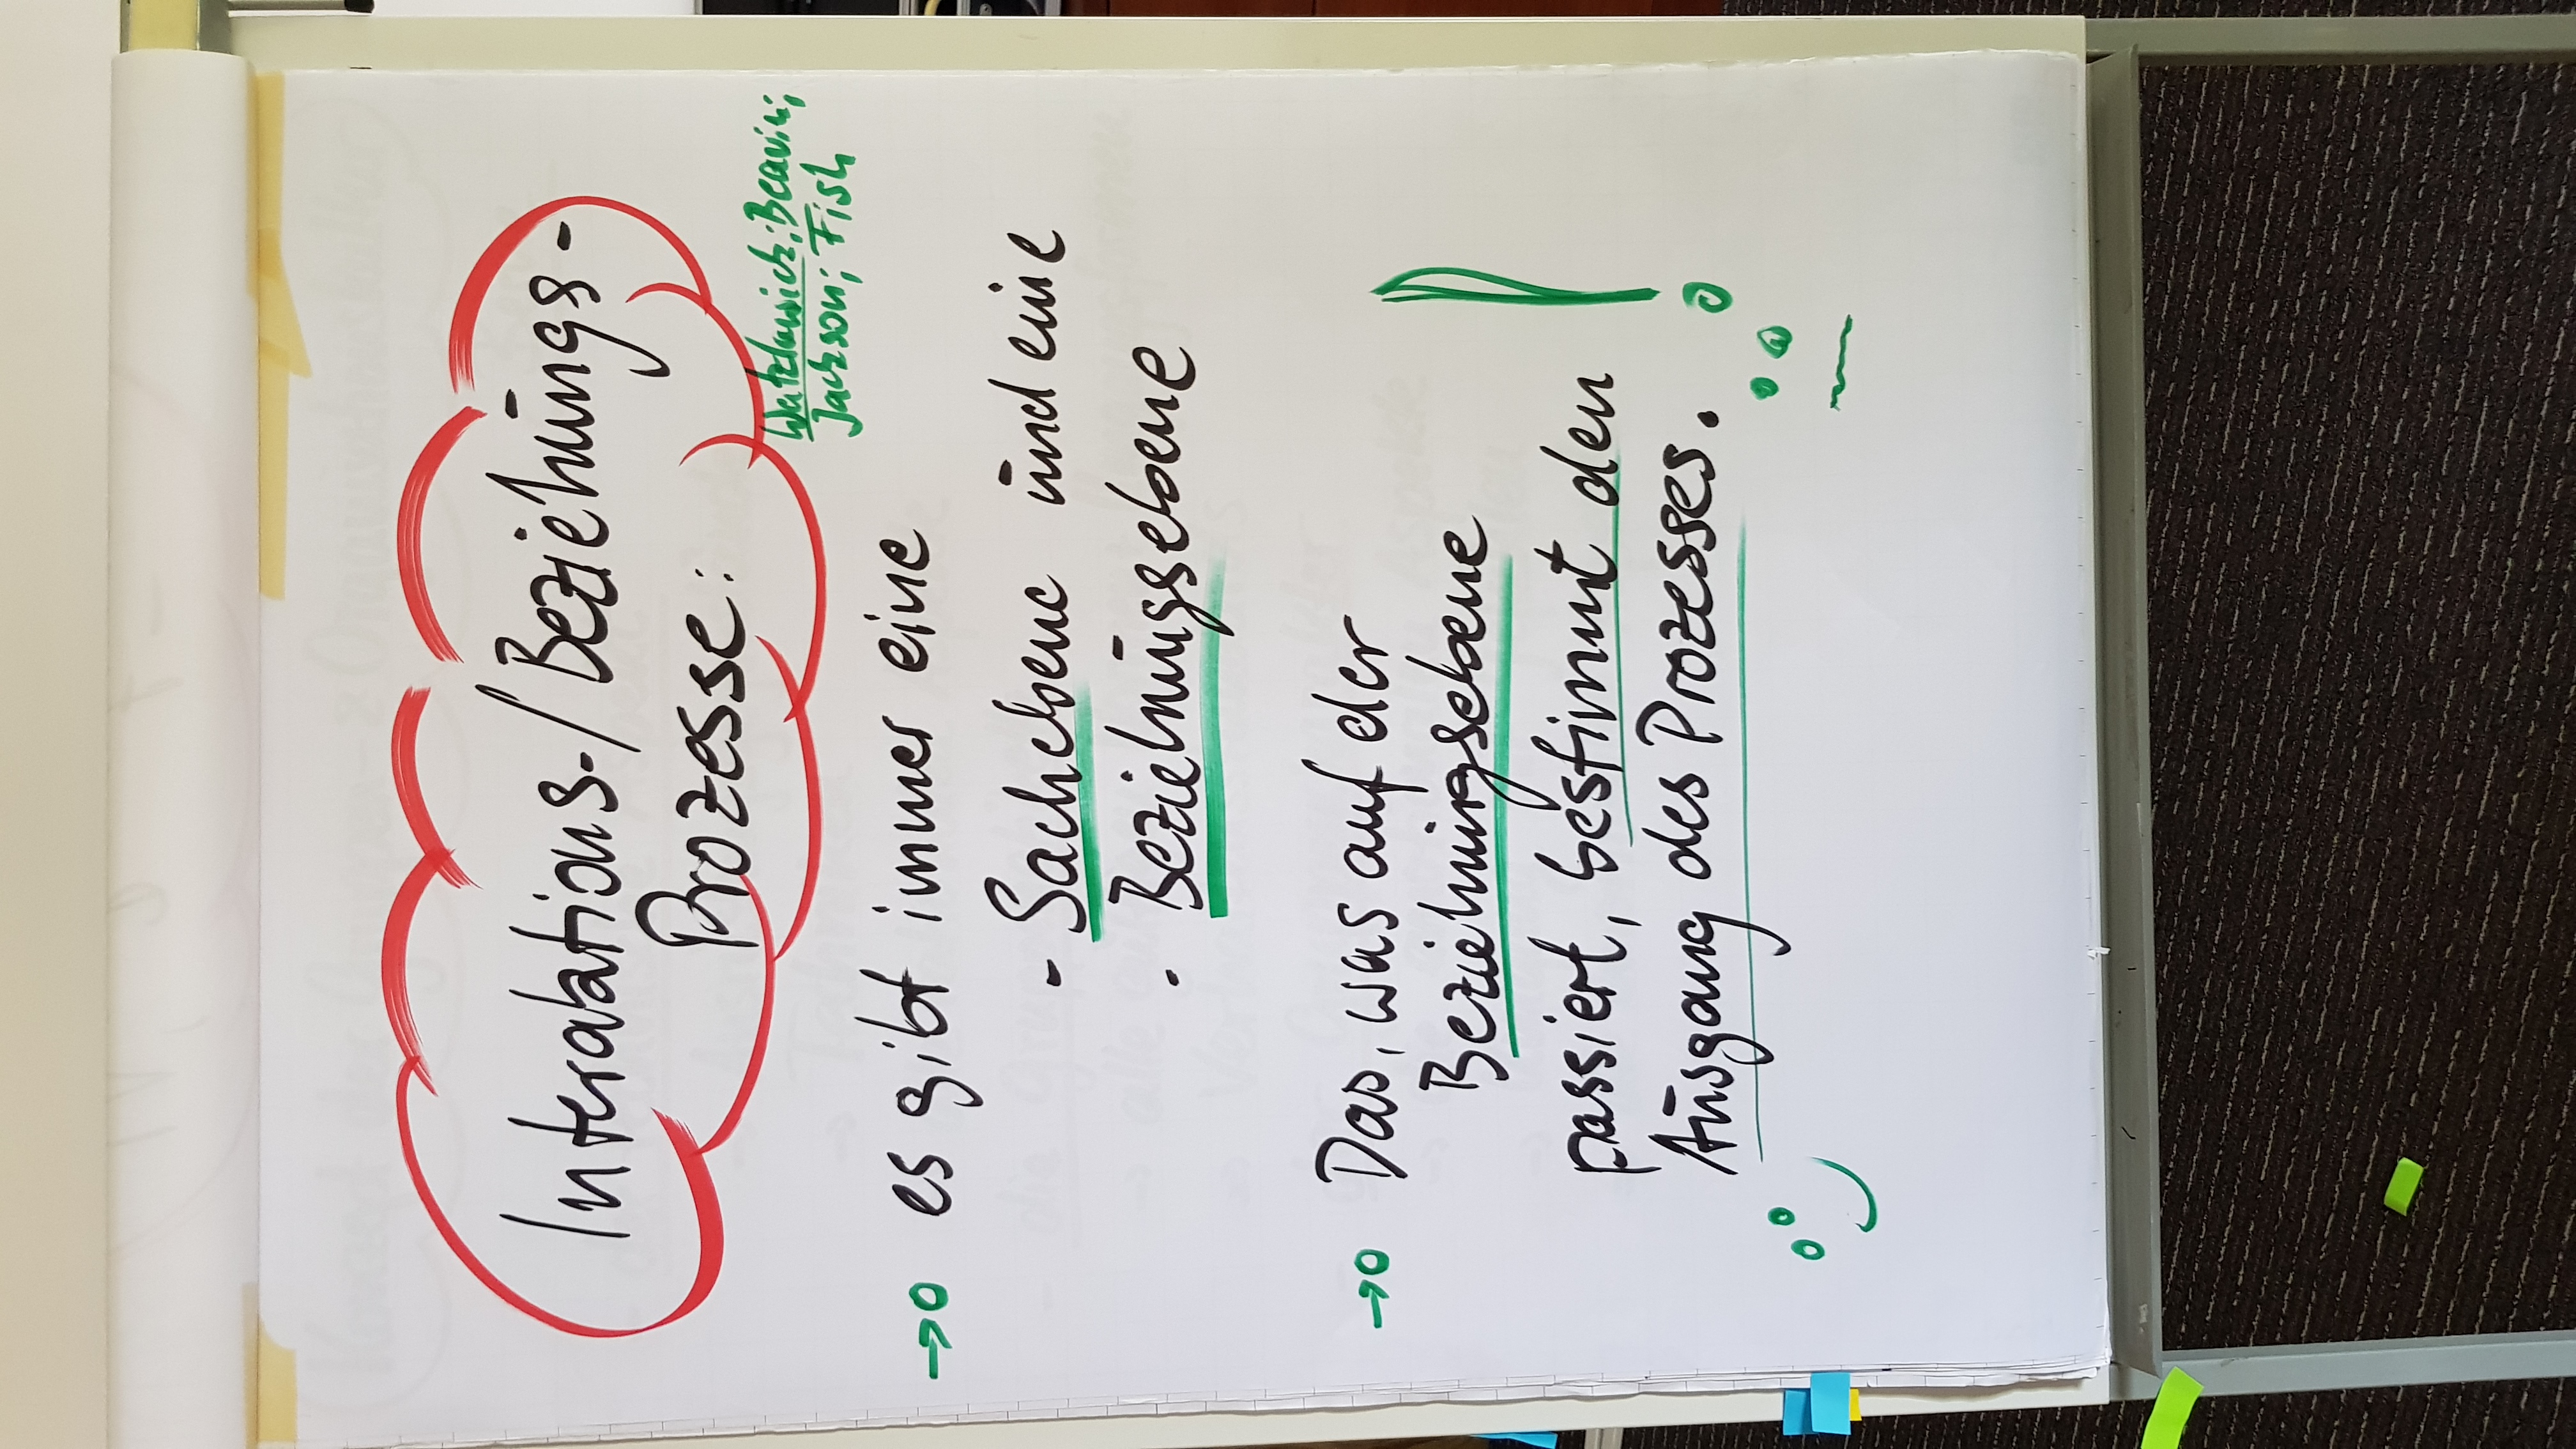 Interaktions-/Beziehungs-
Prozesse:
Watzlawick; Beavin;
Jackson; Fish
→o es gibt immer eine
- Sachebene und eine
- Beziehungsebene
→o Das, was auf der
Beziehungsebene
passiert, bestimmt den
Ausgang des Prozesses.